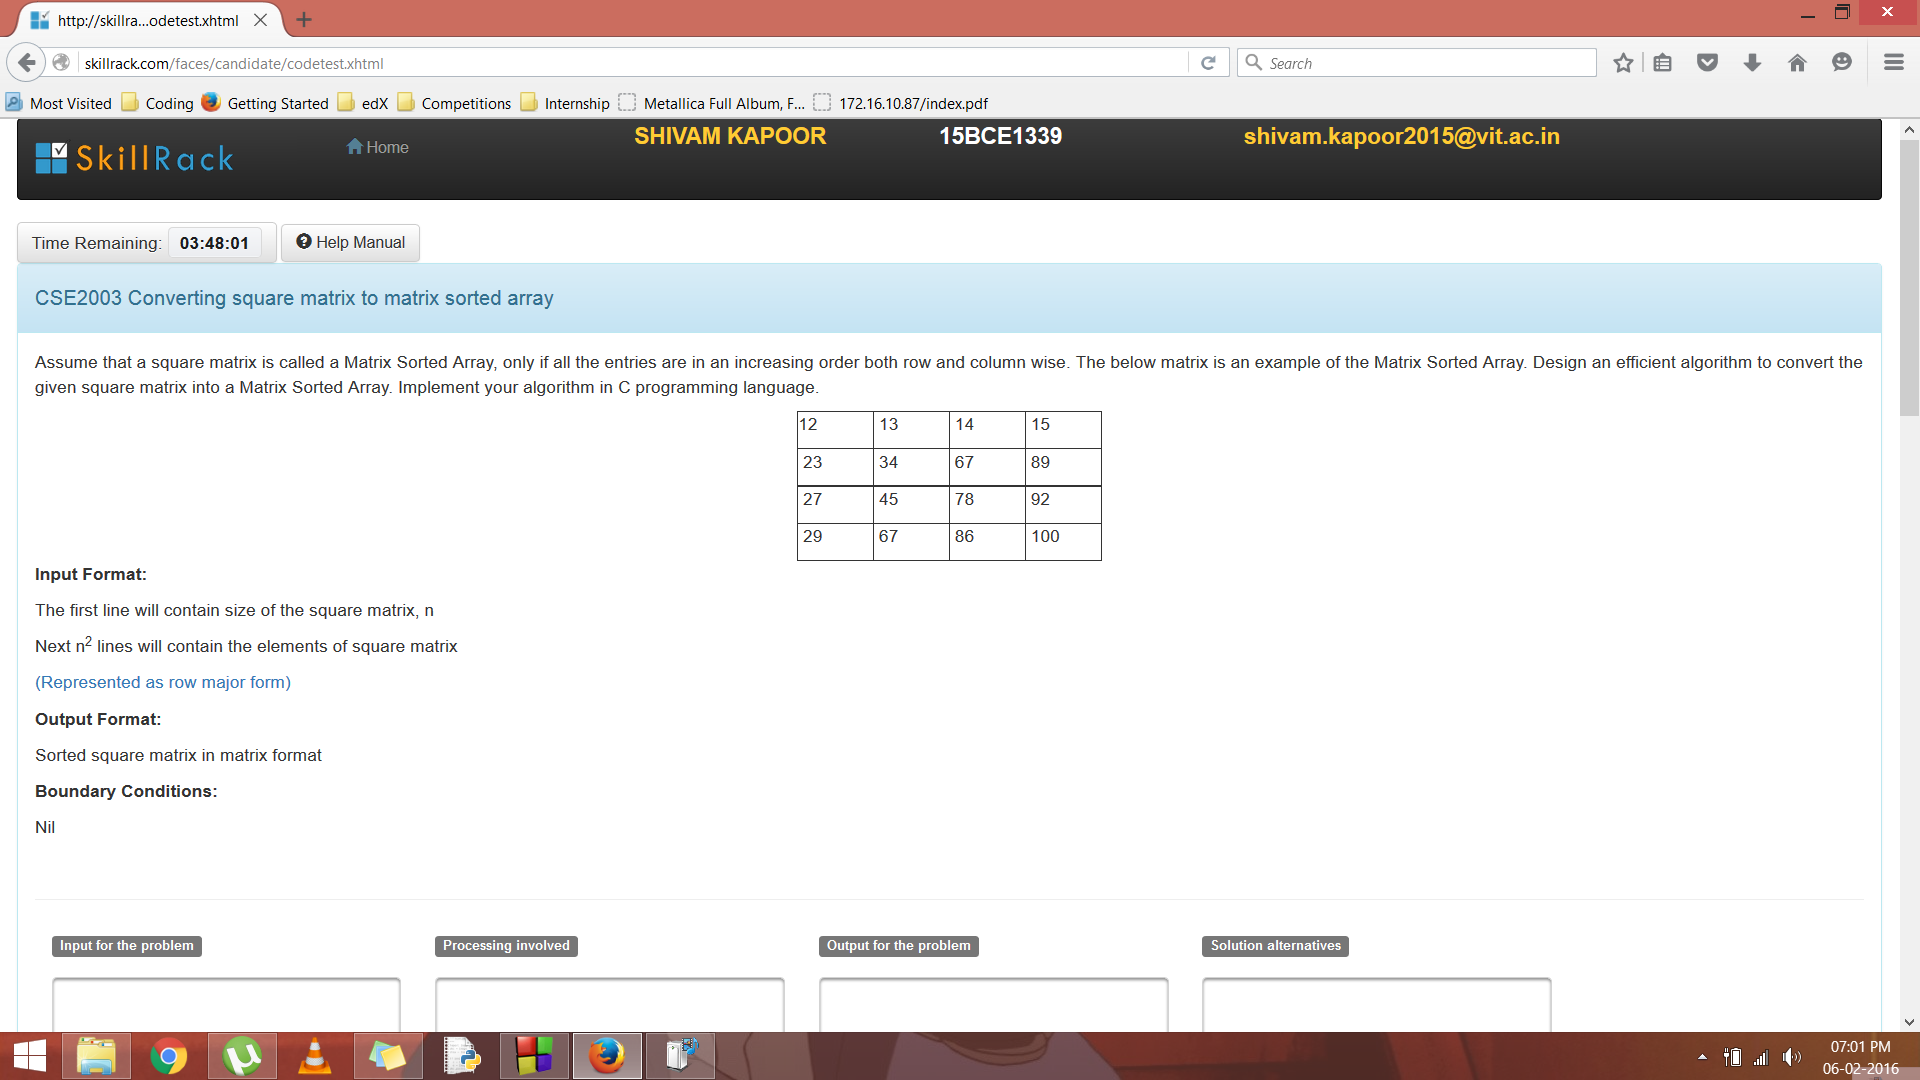 http://skillra...odetest.xhtml
skillrack.com/faces/candidate/codetest.xhtml
Search
Most Visited Coding Getting Started edX Competitions Internship Metallica Full Album, F... 172.16.10.87/index.pdf
SkillRack Home SHIVAM KAPOOR 15BCE1339 shivam.kapoor2015@vit.ac.in
Time Remaining: 03:48:01 Help Manual
CSE2003 Converting square matrix to matrix sorted array
Assume that a square matrix is called a Matrix Sorted Array, only if all the entries are in an increasing order both row and column wise. The below matrix is an example of the Matrix Sorted Array. Design an efficient algorithm to convert the
given square matrix into a Matrix Sorted Array. Implement your algorithm in C programming language.
12 13 14 15
23 34 67 89
27 45 78 92
29 67 86 100
Input Format:
The first line will contain size of the square matrix, n
Next n² lines will contain the elements of square matrix
(Represented as row major form)
Output Format:
Sorted square matrix in matrix format
Boundary Conditions:
Nil
Input for the problem Processing involved Output for the problem Solution alternatives
07:01 PM
06-02-2016